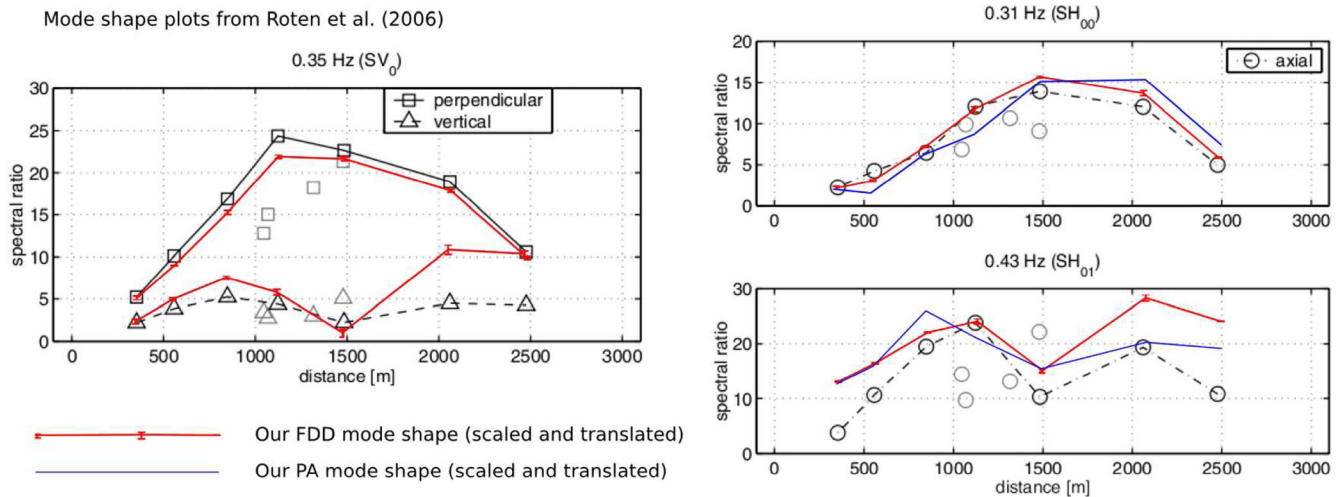 Mode shape plots from Roten et al. (2006)
0.35 Hz (SV0)
30
25
20
15
10
5
0
spectral ratio
perpendicular
vertical
0 500 1000 1500 2000 2500 3000
distance [m]
Our FDD mode shape (scaled and translated)
Our PA mode shape (scaled and translated)
0.31 Hz (SH00)
20
15
10
5
0
spectral ratio
axial
0 500 1000 1500 2000 2500 3000
0.43 Hz (SH01)
30
20
10
0
spectral ratio
0 500 1000 1500 2000 2500 3000
distance [m]